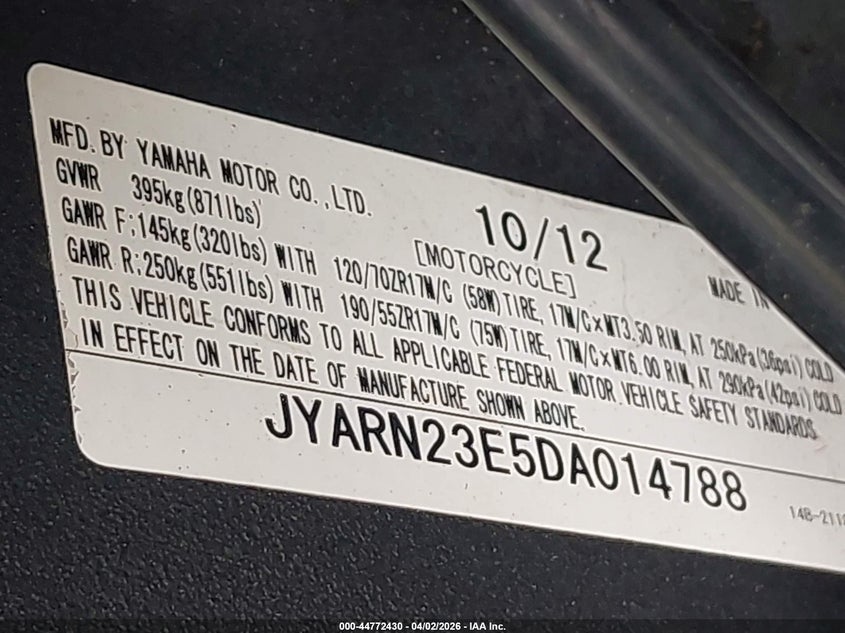 MFD. BY YAMAHA MOTOR CO.,LTD.
10/12
GVWR 395kg(871lbs)
[MOTORCYCLE]
MADE IN
GAWR F:145kg(320lbs) WITH 120/70ZR17M/C (58W) TIRE, 17M/C×MT3.50 RIM, AT 250kPa(36psi) COLD
GAWR R:250kg(551lbs) WITH 190/55ZR17M/C (75W) TIRE, 17M/C×MT6.00 RIM, AT 290kPa(42psi) COLD
THIS VEHICLE CONFORMS TO ALL APPLICABLE FEDERAL MOTOR VEHICLE SAFETY STANDARDS
IN EFFECT ON THE DATE OF MANUFACTURE SHOWN ABOVE.
JYARN23E5DA014788
14B-211
000-44772430 - 04/02/2026 - IAA Inc.